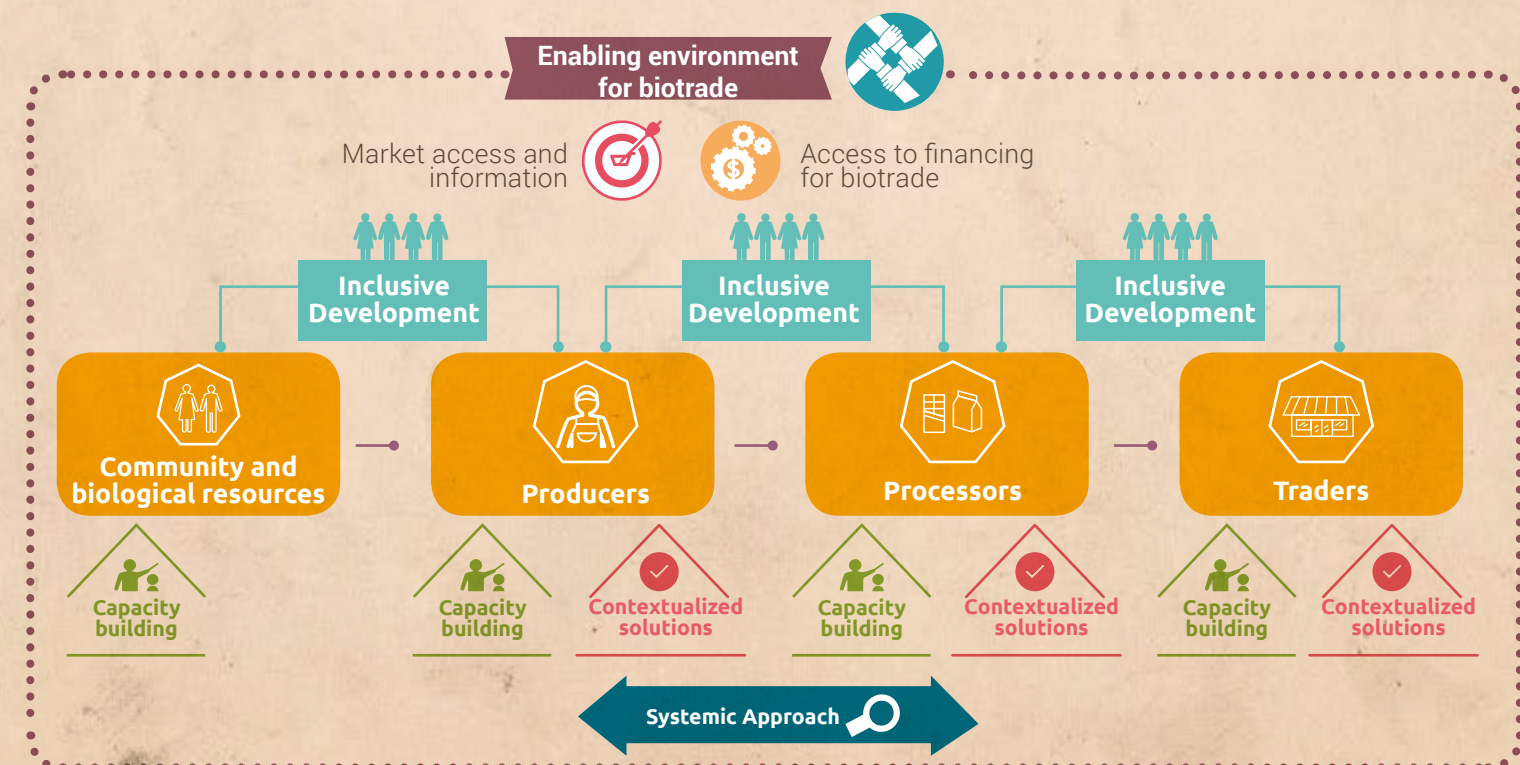 Enabling environment
for biotrade
Market access and
information
Access to financing
for biotrade
Inclusive
Development
Inclusive
Development
Inclusive
Development
Community and
biological resources
Producers
Processors
Traders
Capacity
building
Capacity
building
Contextualized
solutions
Capacity
building
Contextualized
solutions
Capacity
building
Contextualized
solutions
Systemic Approach